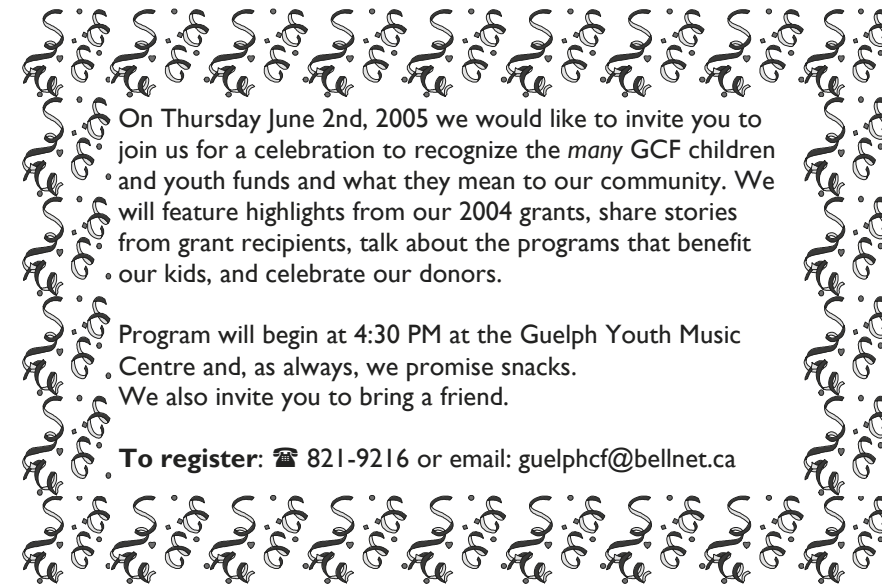 On Thursday June 2nd, 2005 we would like to invite you to
join us for a celebration to recognize the many GCF children
and youth funds and what they mean to our community. We
will feature highlights from our 2004 grants, share stories
from grant recipients, talk about the programs that benefit
our kids, and celebrate our donors.
Program will begin at 4:30 PM at the Guelph Youth Music
Centre and, as always, we promise snacks.
We also invite you to bring a friend.
To register: ☎ 821-9216 or email: guelphcf@bellnet.ca